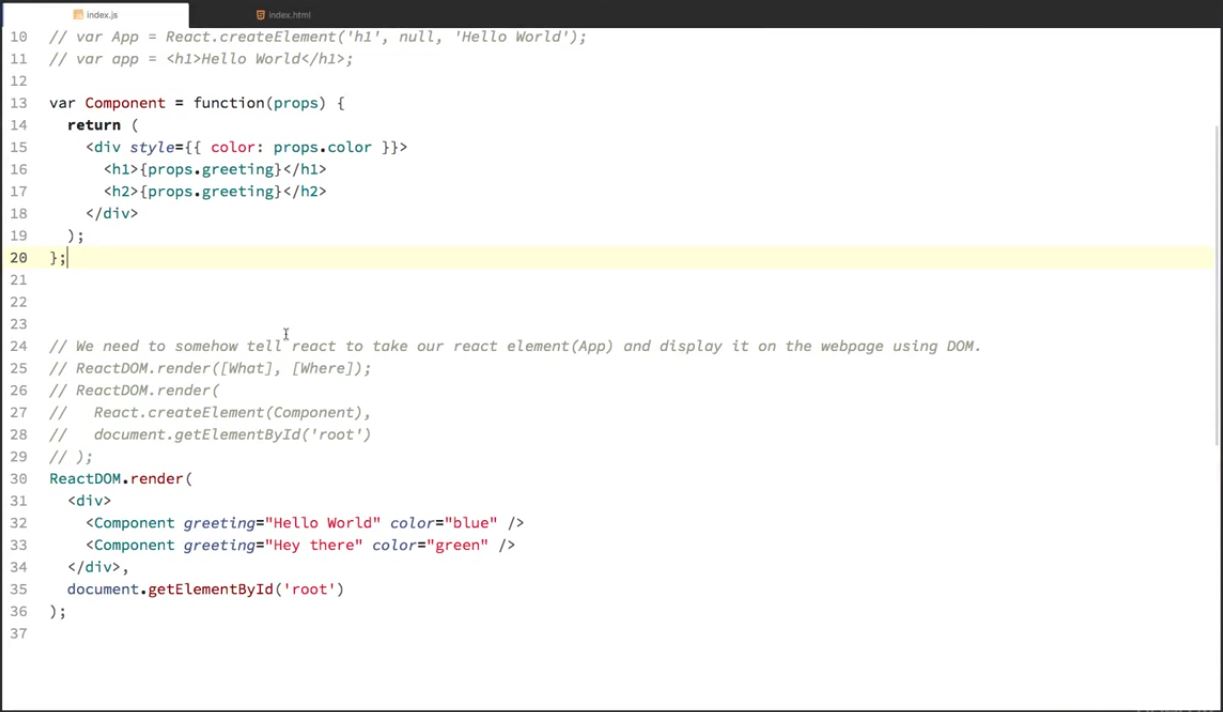 index.js
index.html
10 // var App = React.createElement('h1', null, 'Hello World');
11 // var app = <h1>Hello World</h1>;
12
13 var Component = function(props) {
14   return (
15     <div style={{ color: props.color }}>
16       <h1>{props.greeting}</h1>
17       <h2>{props.greeting}</h2>
18     </div>
19   );
20 };
21
22
23
24 // We need to somehow tell react to take our react element(App) and display it on the webpage using DOM.
25 // ReactDOM.render([What], [Where]);
26 // ReactDOM.render(
27 //   React.createElement(Component),
28 //   document.getElementById('root')
29 // );
30 ReactDOM.render(
31   <div>
32     <Component greeting="Hello World" color="blue" />
33     <Component greeting="Hey there" color="green" />
34   </div>,
35   document.getElementById('root')
36 );
37